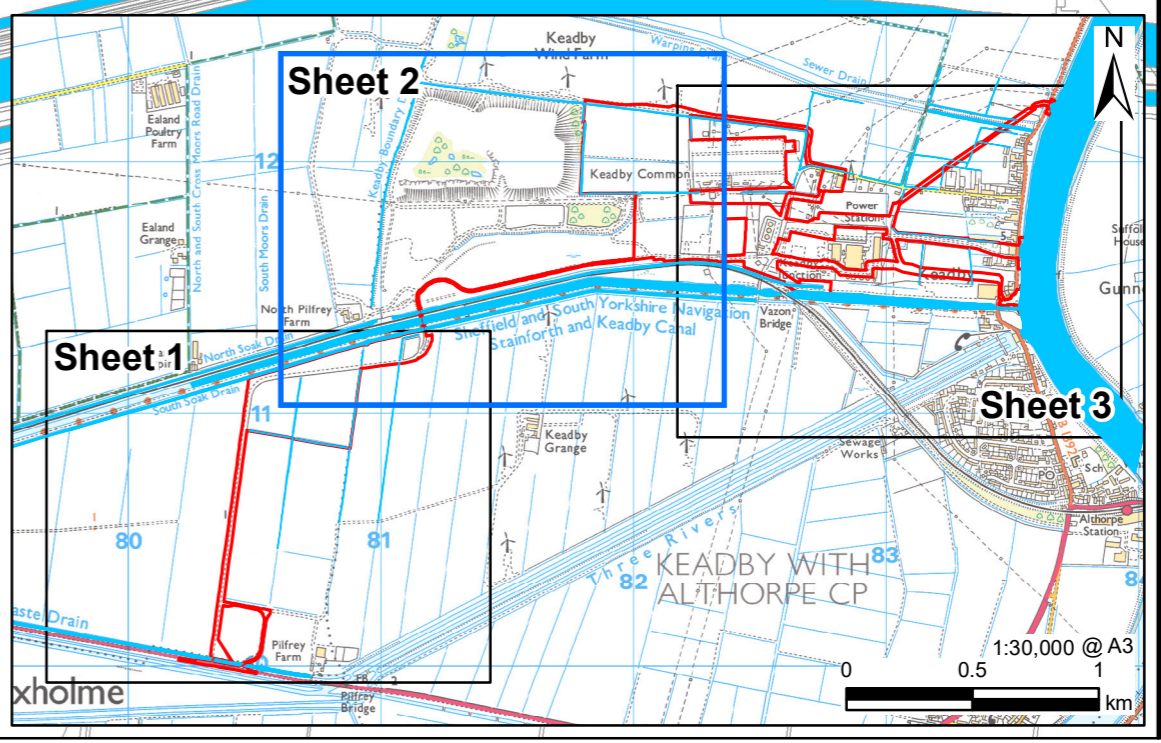 Keadby
Wind Farm
Warping Drain
Sewer Drain
N
Sheet 2
Ealand
Poultry
Farm
North and South Cross Moors Road Drain
Keadby Boundary
12
Keadby Common
South Moors Drain
Power
Station
Ealand
Grange
Keadby
House
Gunn
North Pilfrey
Farm
Sheffield and South Yorkshire Navigation
Stainforth and Keadby Canal
Vazon
Bridge
Sheet 1
North Soak Drain
South Soak Drain
11
Sheet 3
Keadby
Grange
Sewage
Works
Sch
PO
Althorpe
Station
80
81
Three Rivers
82
83
84
KEADBY WITH
ALTHORPE CP
astel Drain
Pilfrey
Farm
1:30,000 @ A3
0
0.5
1
km
xholme
FB
Pilfrey
Bridge